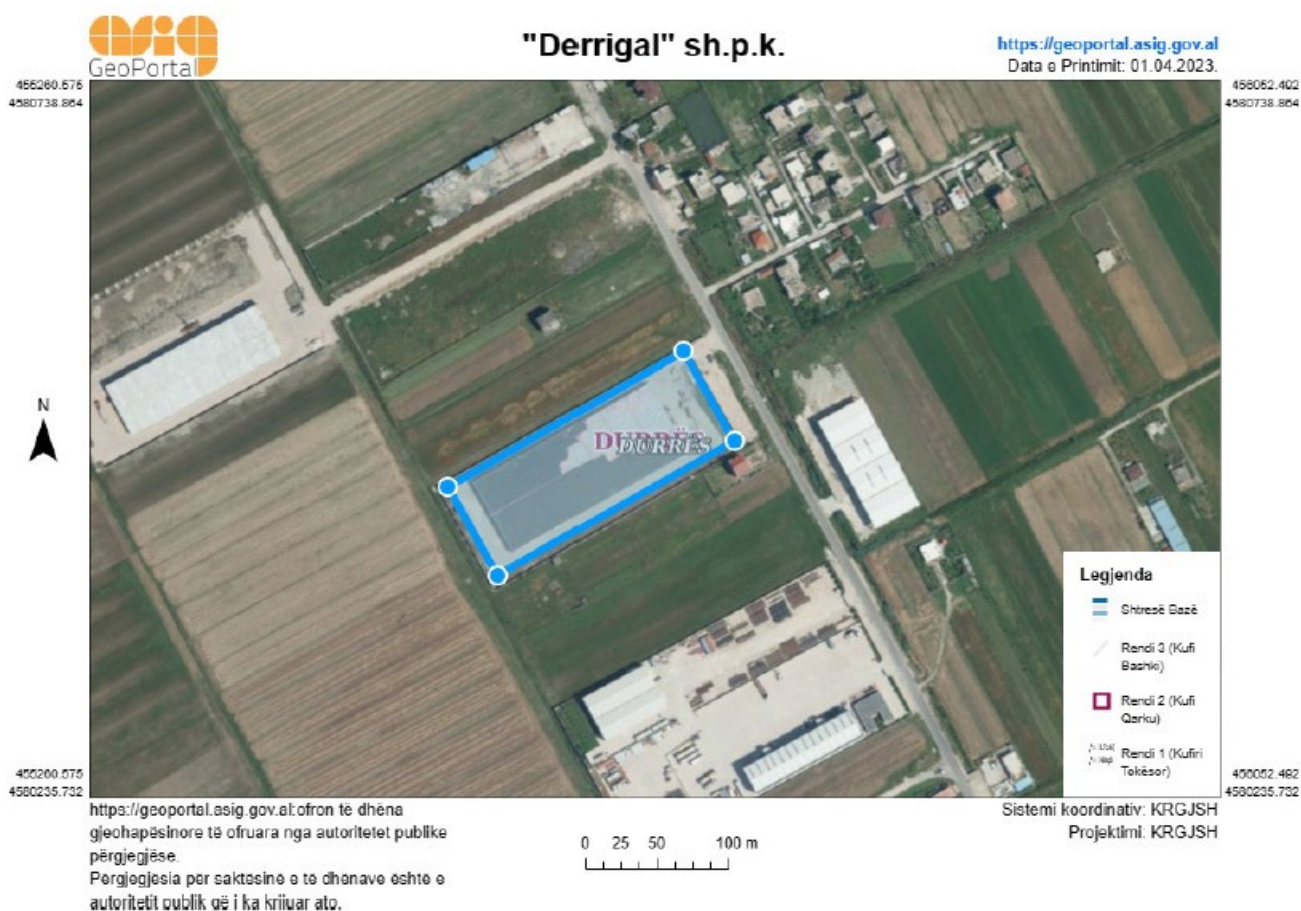 asig
GeoPortal
"Derrigal" sh.p.k.
https://geoportal.asig.gov.al
Data e Printimit: 01.04.2023.
455260.575
4580738.864
456052.492
4580738.864
N
DURRËS
DURRËS
Legjenda
Shtresë Bazë
Rendi 3 (Kufi
Bashki)
Rendi 2 (Kufi
Qarku)
Rendi 1 (Kufiri
Tokësor)
455260.575
4580235.732
456052.492
4580235.732
https://geoportal.asig.gov.al:ofron të dhëna
gjeohapësinore të ofruara nga autoritetet publike
përgjegjëse.
Përgjegjësia për saktësinë e të dhënave është e
autoritetit publik që i ka krijuar ato.
0 25 50 100 m
Sistemi koordinativ: KRGJSH
Projektimi: KRGJSH